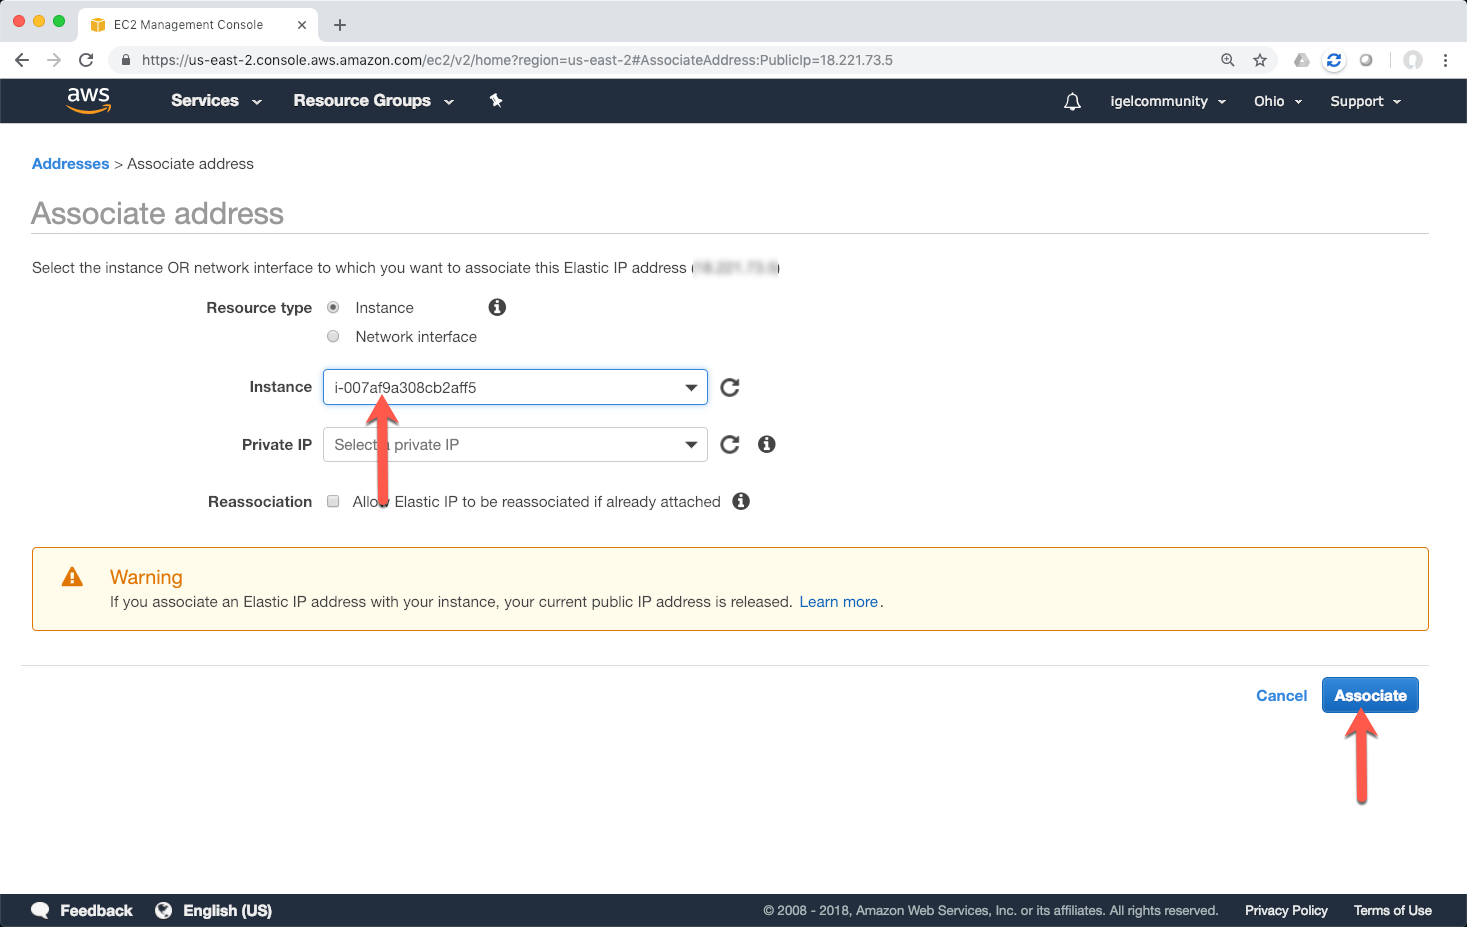 EC2 Management Console
https://us-east-2.console.aws.amazon.com/ec2/v2/home?region=us-east-2#AssociateAddress:PublicIp=18.221.73.5
aws Services Resource Groups igelcommunity Ohio Support
Addresses > Associate address
Associate address
Select the instance OR network interface to which you want to associate this Elastic IP address
Resource type Instance
Network interface
Instance i-007af9a308cb2aff5
Private IP Select a private IP
Reassociation Allow Elastic IP to be reassociated if already attached
Warning
If you associate an Elastic IP address with your instance, your current public IP address is released. Learn more.
Cancel Associate
Feedback English (US) © 2008 - 2018, Amazon Web Services, Inc. or its affiliates. All rights reserved. Privacy Policy Terms of Use